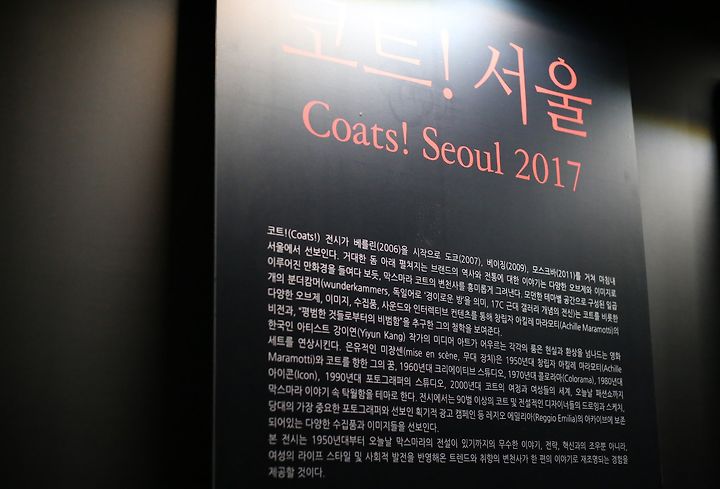 코트! 서울
Coats! Seoul 2017
코트!(Coats!) 전시가 베를린(2006)을 시작으로 도쿄(2007), 베이징(2009), 모스크바(2011)를 거쳐 마침내
서울에서 선보인다. 거대한 돔 아래 펼쳐지는 브랜드의 역사와 전통에 대한 이야기는 다양한 오브제와 이미지로
이루어진 만화경을 들여다 보듯, 막스마라 코트의 변천사를 흥미롭게 그려낸다. 모던한 테이블 공간으로 구성된 일곱
개의 분더캄머(wunderkammers, 독일어로 '경이로운 방'을 의미, 17C 근대 갤러리 개념의 전신)는 코트를 비롯한
다양한 오브제, 이미지, 수집품, 사운드와 인터렉티브 컨텐츠를 통해 창립자 아킬레 마라모티(Achille Maramotti)의
비전과, "평범한 것들로부터의 비범함"을 추구한 그의 철학을 보여준다.
한국인 아티스트 강이연(Yiyun Kang) 작가의 미디어 아트가 어우르는 각각의 룸은 현실과 환상을 넘나드는 영화
세트를 연상시킨다. 은유적인 미장센(mise en scène, 무대 장치)은 1950년대 창립자 아킬레 마라모티(Achille
Maramotti)와 코트를 향한 그의 꿈, 1960년대 크리에이티브 스튜디오, 1970년대 콜로라마(Colorama), 1980년대
아이콘(Icon), 1990년대 포토그래퍼의 스튜디오, 2000년대 코트의 여정과 여성들의 세계, 오늘날 패션쇼까지
막스마라 이야기 속 탁월함을 테마로 한다. 전시에서는 90벌 이상의 코트 및 전설적인 디자이너들의 드로잉과 스케치,
당대의 가장 중요한 포토그래퍼와 선보인 획기적 광고 캠페인 등 레지오 에밀리아(Reggio Emilia)의 아카이브에 보존
되어있는 다양한 수집품과 이미지들을 선보인다.
본 전시는 1950년대부터 오늘날 막스마라의 전설이 있기까지의 무수한 이야기, 전략, 혁신과의 조우뿐 아니라,
여성의 라이프 스타일 및 사회적 발전을 반영해온 트렌드와 취향의 변천사가 한 편의 이야기로 재조명되는 경험을
제공할 것이다.